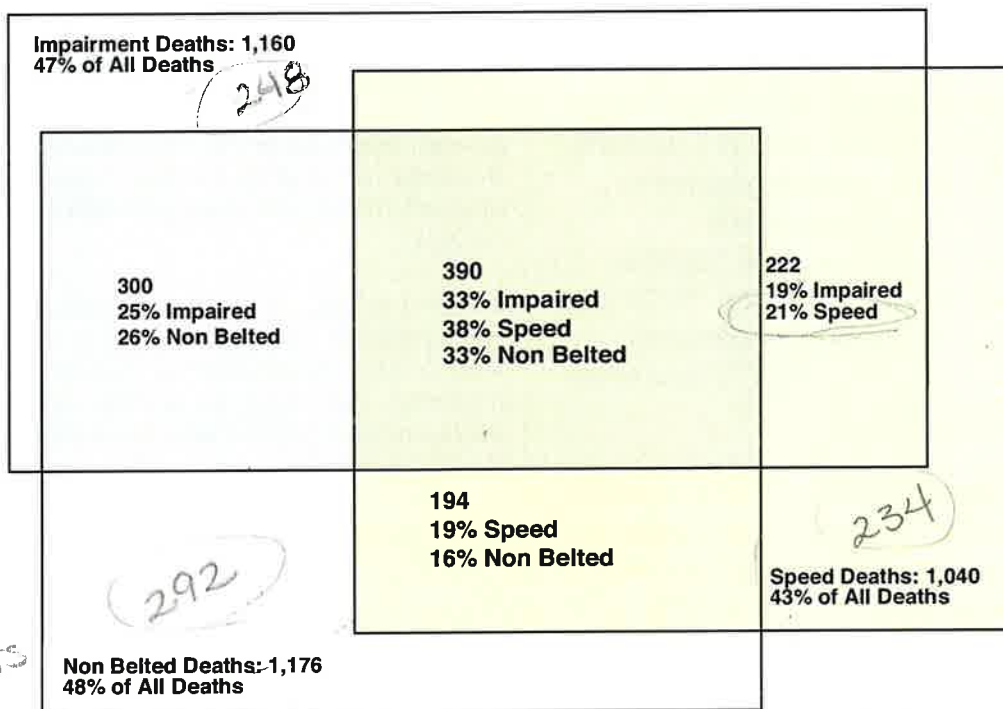 Impairment Deaths: 1,160
47% of All Deaths
248
300
25% Impaired
26% Non Belted
390
33% Impaired
38% Speed
33% Non Belted
222
19% Impaired
21% Speed
194
19% Speed
16% Non Belted
234
292
Speed Deaths: 1,040
43% of All Deaths
Non Belted Deaths: 1,176
48% of All Deaths